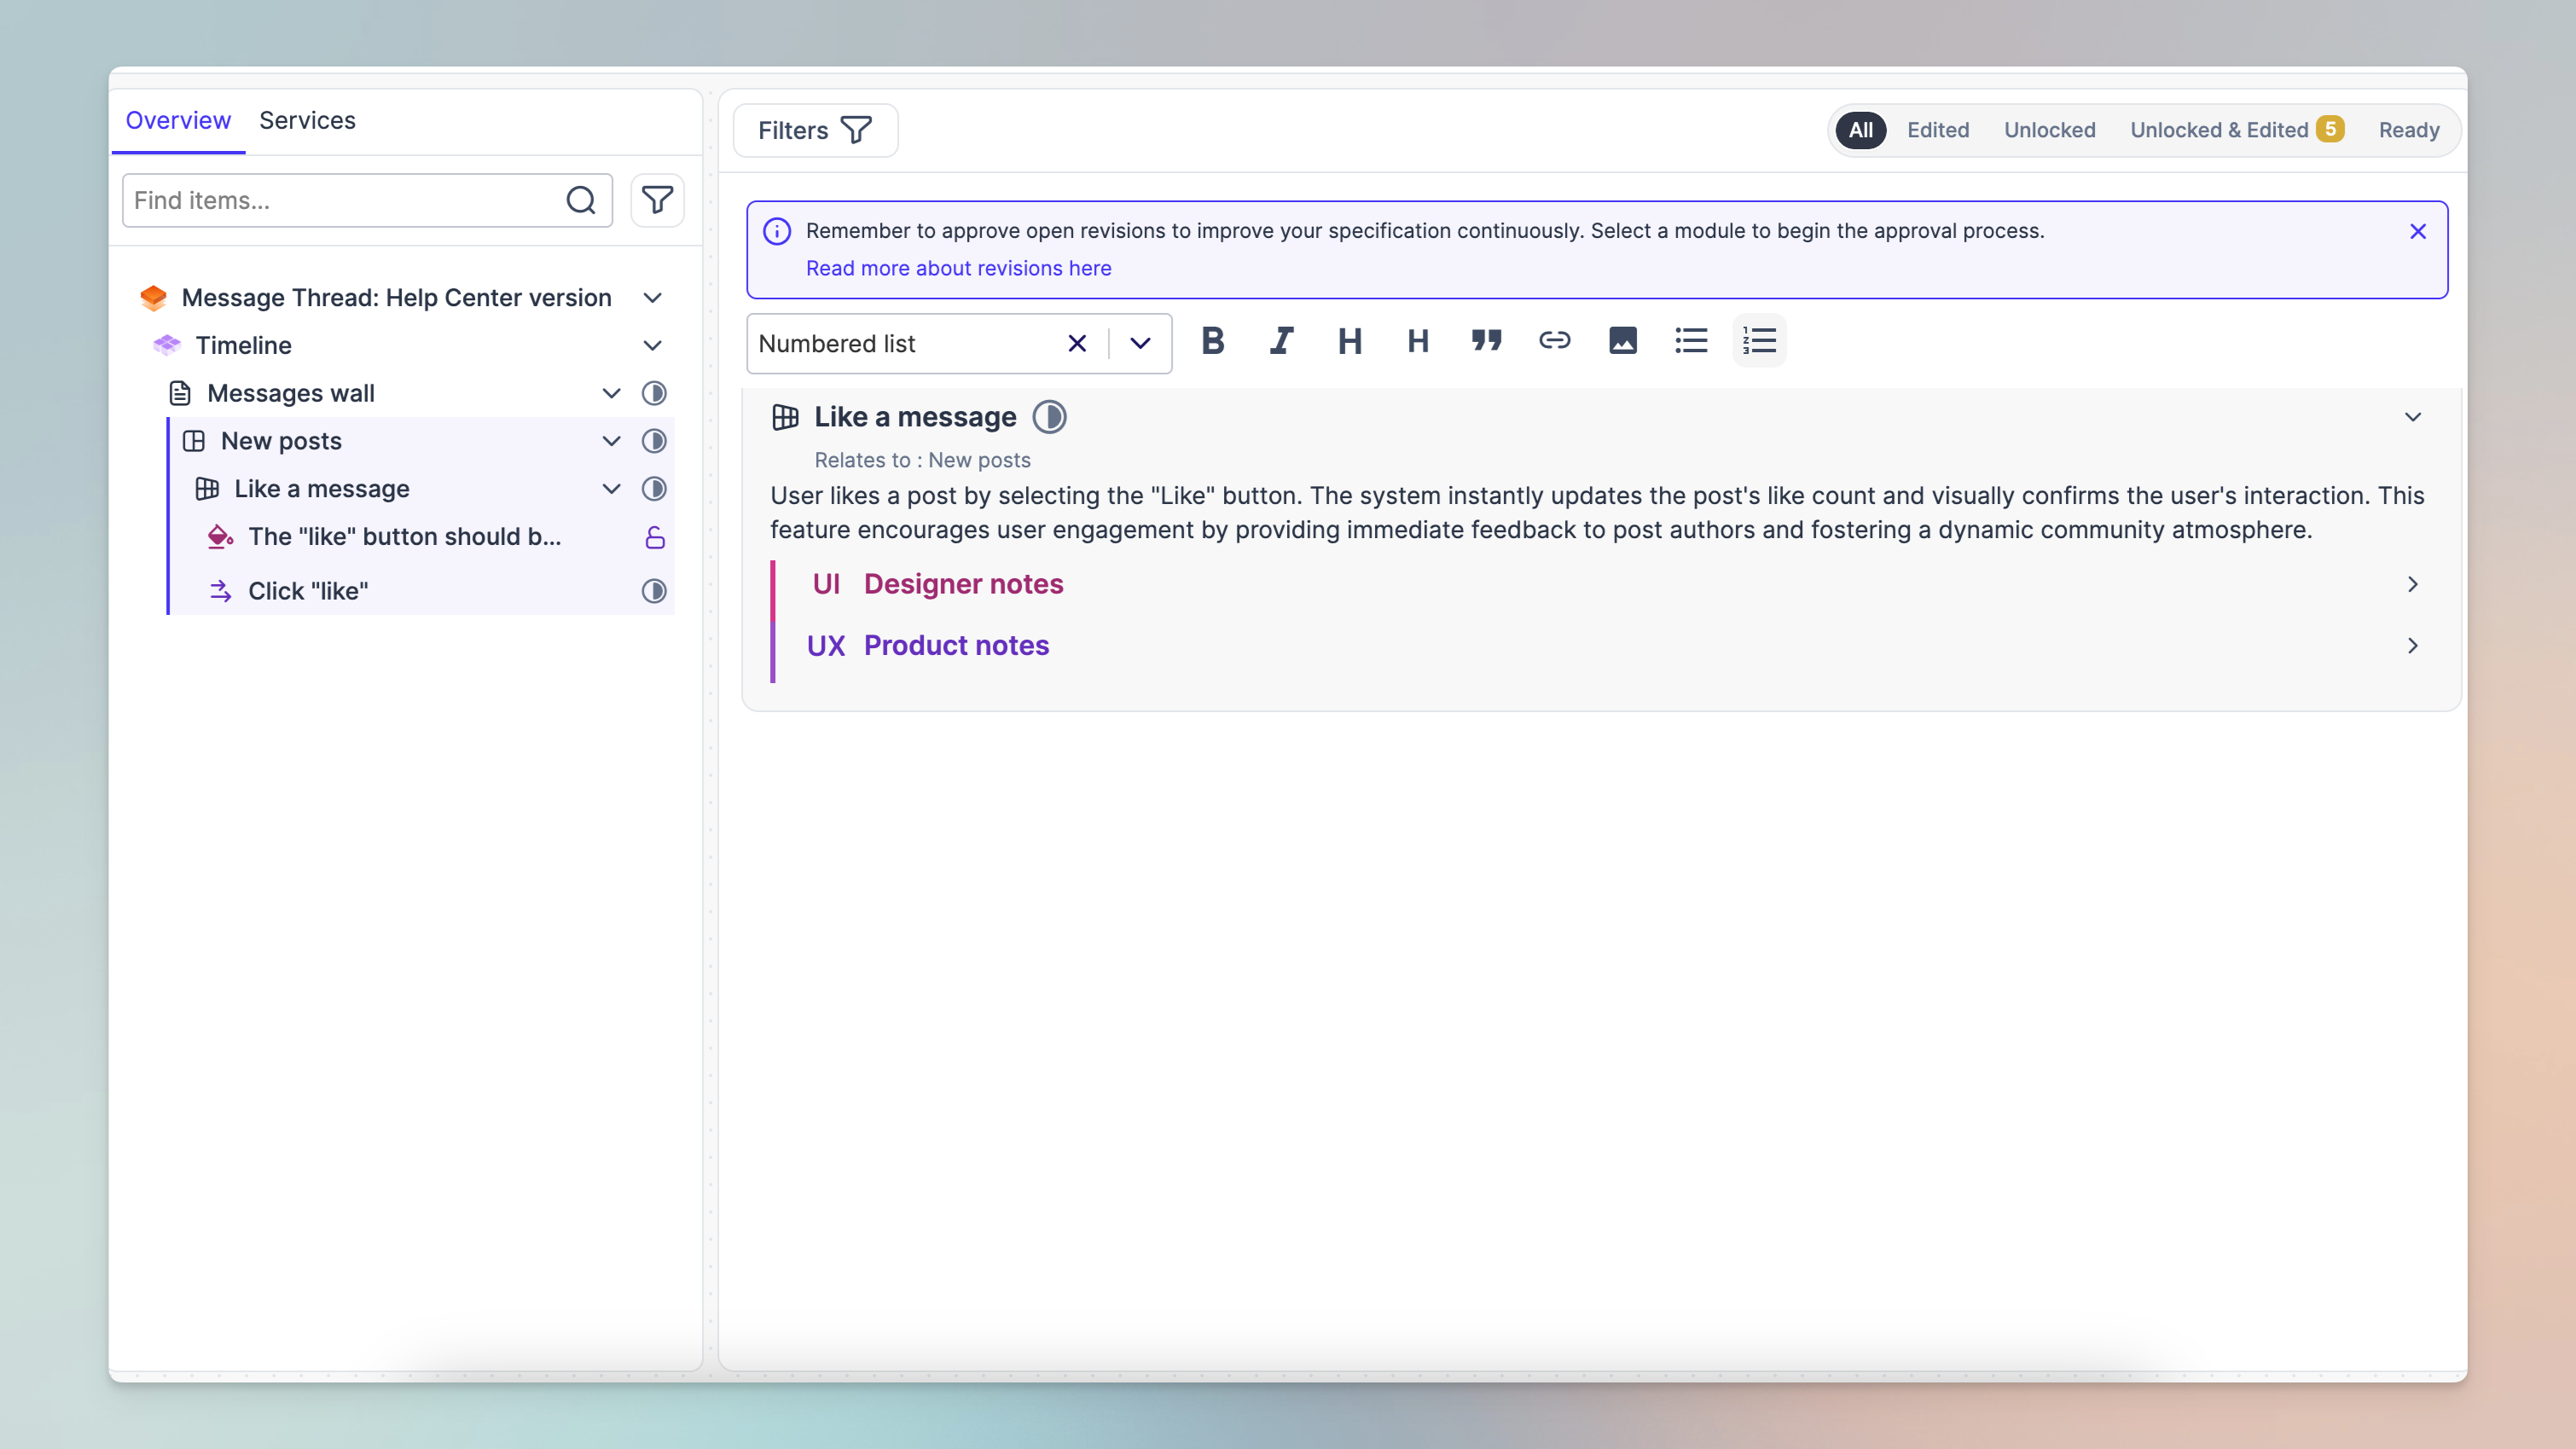 Overview
Services
Find items...
Message Thread: Help Center version
Timeline
Messages wall
New posts
Like a message
The "like" button should b...
Click "like"
Filters
All
Edited
Unlocked
Unlocked & Edited 5
Ready
Remember to approve open revisions to improve your specification continuously. Select a module to begin the approval process.
Read more about revisions here
Numbered list
Like a message
Relates to : New posts
User likes a post by selecting the "Like" button. The system instantly updates the post's like count and visually confirms the user's interaction. This
feature encourages user engagement by providing immediate feedback to post authors and fostering a dynamic community atmosphere.
UI Designer notes
UX Product notes